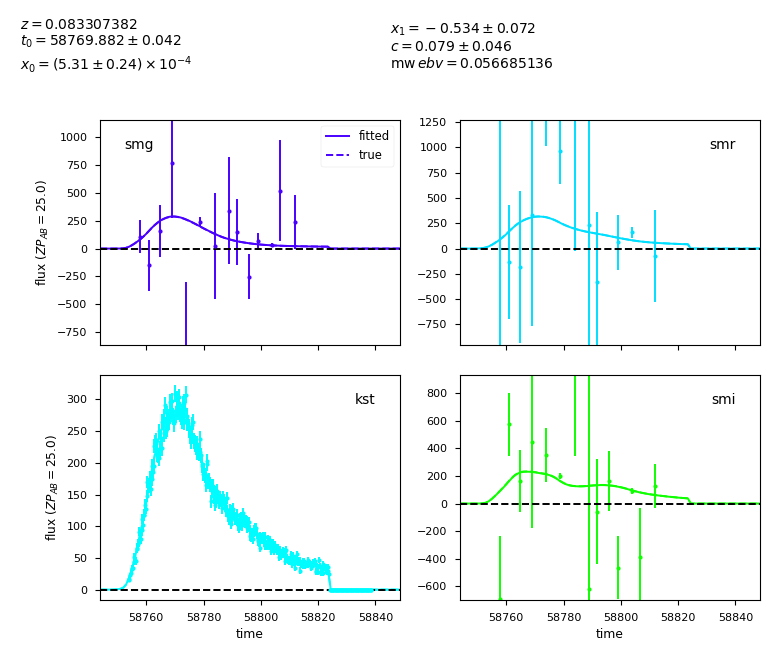 z = 0.083307382
t₀ = 58769.882 ± 0.042
x₀ = (5.31 ± 0.24) × 10⁻⁴
x₁ = −0.534 ± 0.072
c = 0.079 ± 0.046
mw ebv = 0.056685136
smg
fitted
true
1000
750
500
250
0
−250
−500
−750
flux (ZP_AB = 25.0)
smr
1250
1000
750
500
250
0
−250
−500
−750
kst
300
250
200
150
100
50
0
flux (ZP_AB = 25.0)
58760 58780 58800 58820 58840
time
smi
800
600
400
200
0
−200
−400
−600
58760 58780 58800 58820 58840
time